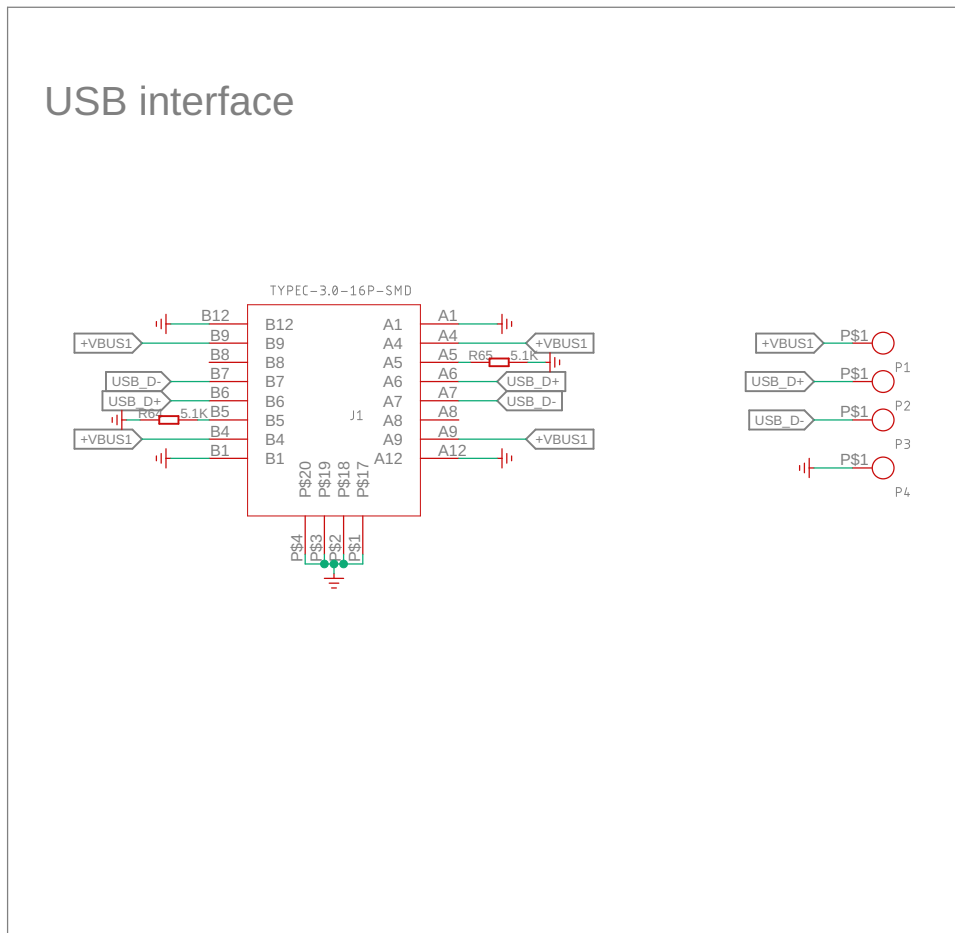 USB interface
TYPEC-3.0-16P-SMD
B12 B12 A1 A1
+VBUS1 B9 B9 A4 A4 +VBUS1
B8 B8 A5 A5 R65 5.1K
USB_D- B7 B7 A6 A6 USB_D+
USB_D+ B6 B6 A7 A7 USB_D-
R64 5.1K B5 B5 J1 A8 A8
+VBUS1 B4 B4 A9 A9 +VBUS1
B1 B1 A12 A12
P$20 P$19 P$18 P$17
P$4 P$3 P$2 P$1
+VBUS1 P$1
P1
USB_D+ P$1
P2
USB_D- P$1
P3
P$1
P4